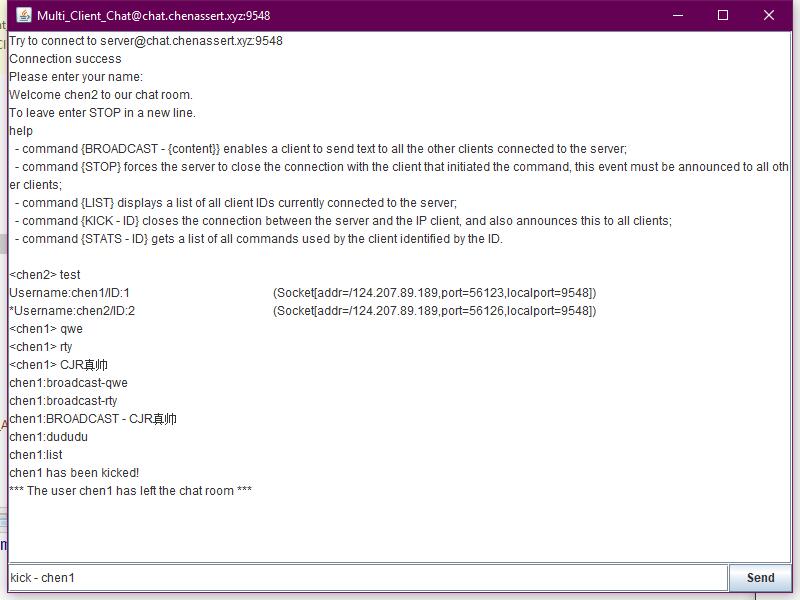 Multi_Client_Chat@chat.chenassert.xyz:9548
Try to connect to server@chat.chenassert.xyz:9548
Connection success
Please enter your name:
Welcome chen2 to our chat room.
To leave enter STOP in a new line.
help
- command {BROADCAST - {content}} enables a client to send text to all the other clients connected to the server;
- command {STOP} forces the server to close the connection with the client that initiated the command, this event must be announced to all oth
er clients;
- command {LIST} displays a list of all client IDs currently connected to the server;
- command {KICK - ID} closes the connection between the server and the IP client, and also announces this to all clients;
- command {STATS - ID} gets a list of all commands used by the client identified by the ID.
<chen2> test
Username:chen1/ID:1 (Socket[addr=/124.207.89.189,port=56123,localport=9548])
*Username:chen2/ID:2 (Socket[addr=/124.207.89.189,port=56126,localport=9548])
<chen1> qwe
<chen1> rty
<chen1> CJR真帅
chen1:broadcast-qwe
chen1:broadcast-rty
chen1:BROADCAST - CJR真帅
chen1:dududu
chen1:list
chen1 has been kicked!
*** The user chen1 has left the chat room ***
kick - chen1
Send